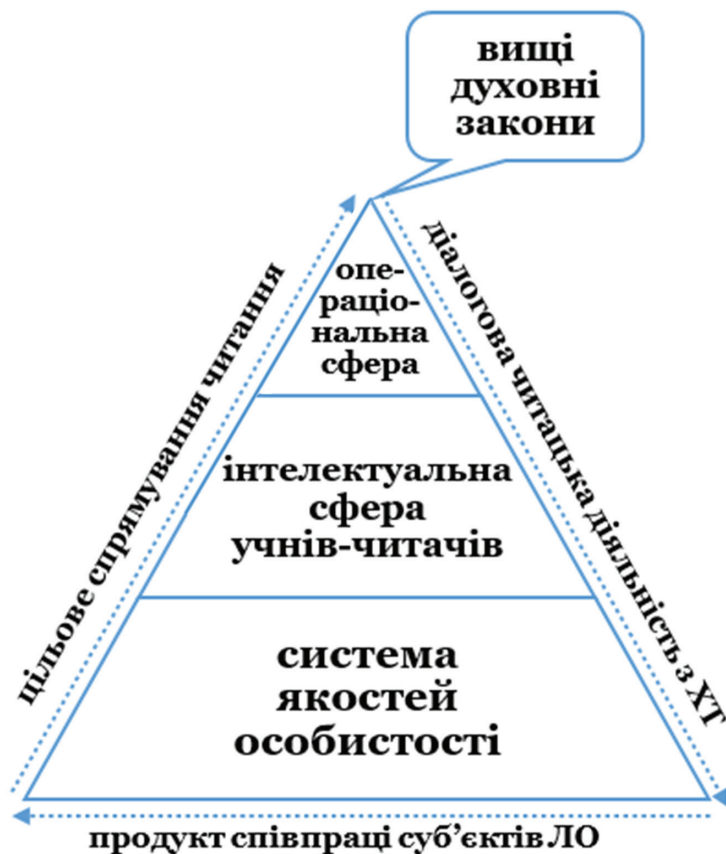 вищі
духовні
закони
опе-
раціо-
нальна
сфера
інтелектуальна
сфера
учнів-читачів
система
якостей
особистості
цільове спрямування читання
діалогова читацька діяльність з ХТ
продукт співпраці суб’єктів ЛО